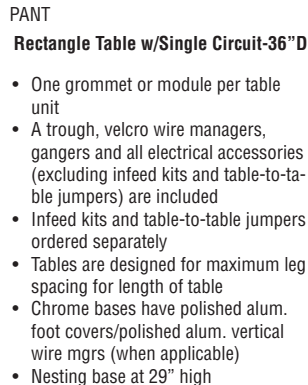 PANT
Rectangle Table w/Single Circuit-36”D
• One grommet or module per table
unit
• A trough, velcro wire managers,
gangers and all electrical accessories
(excluding infeed kits and table-to-ta-
ble jumpers) are included
• Infeed kits and table-to-table jumpers
ordered separately
• Tables are designed for maximum leg
spacing for length of table
• Chrome bases have polished alum.
foot covers/polished alum. vertical
wire mgrs (when applicable)
• Nesting base at 29” high